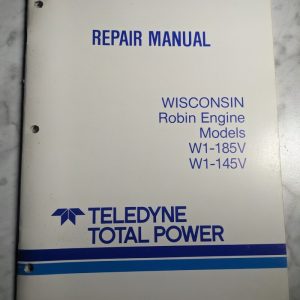 REPAIR MANUAL
WISCONSIN
Robin Engine
Models
W1-185V
W1-145V
TELEDYNE
TOTAL POWER